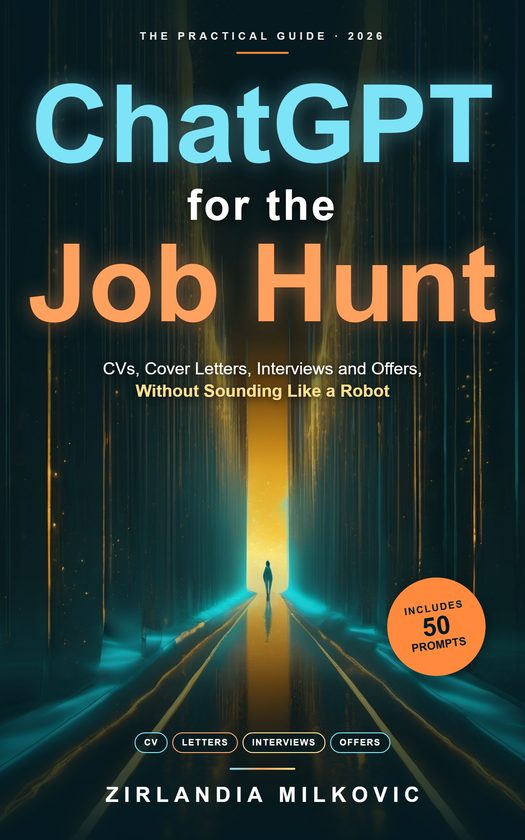 THE PRACTICAL GUIDE · 2026
ChatGPT
for the
Job Hunt
CVs, Cover Letters, Interviews and Offers,
Without Sounding Like a Robot
INCLUDES
50
PROMPTS
CV
LETTERS
INTERVIEWS
OFFERS
ZIRLANDIA MILKOVIC